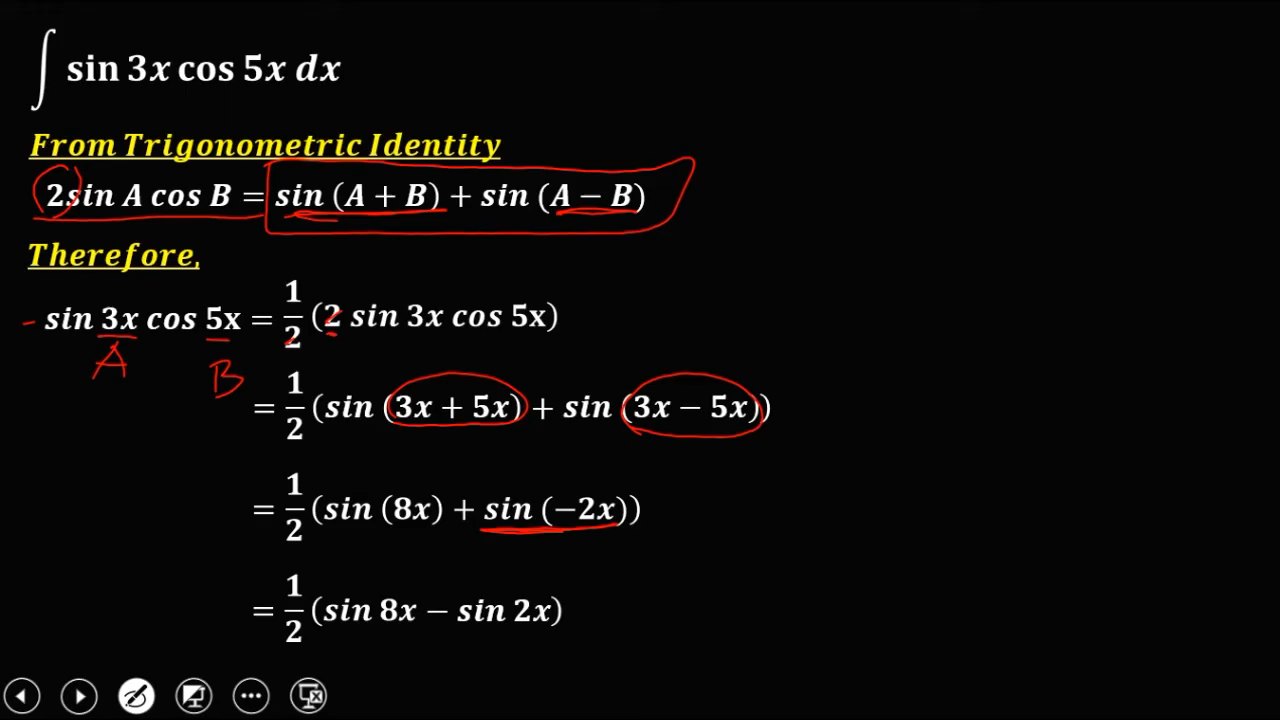 ∫ sin 3x cos 5x dx
From Trigonometric Identity
2sin A cos B = sin (A + B) + sin (A − B)
Therefore,
- sin 3x cos 5x = 1/2 (2 sin 3x cos 5x)
A B
= 1/2 (sin (3x + 5x) + sin (3x − 5x))
= 1/2 (sin (8x) + sin (−2x))
= 1/2 (sin 8x − sin 2x)